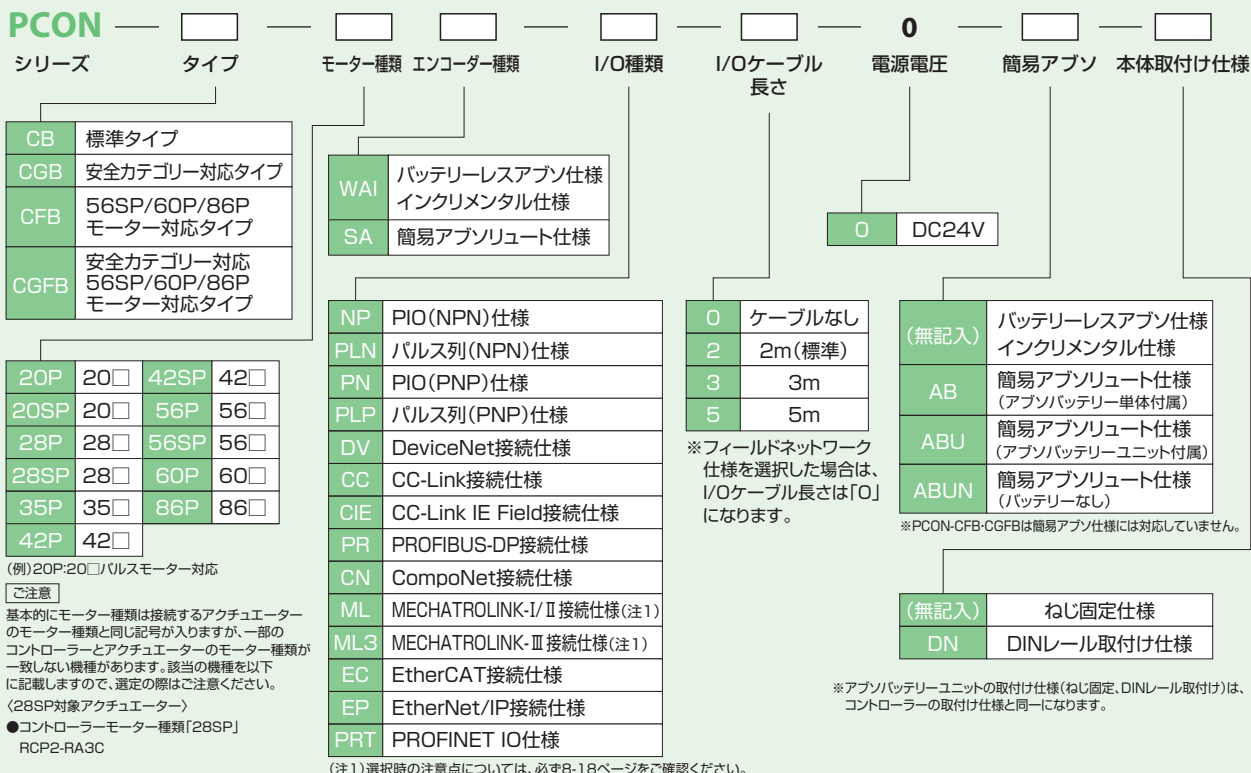 PCON — □ — □ □ — □ — □ — 0 — □ — □
シリーズ タイプ モーター種類 エンコーダー種類 I/O種類 I/Oケーブル長さ 電源電圧 簡易アブソ 本体取付け仕様
CB 標準タイプ
CGB 安全カテゴリー対応タイプ
CFB 56SP/60P/86P
モーター対応タイプ
CGFB 安全カテゴリー対応
56SP/60P/86P
モーター対応タイプ
20P 20□ 42SP 42□
20SP 20□ 56P 56□
28P 28□ 56SP 56□
28SP 28□ 60P 60□
35P 35□ 86P 86□
42P 42□
(例)20P:20□パルスモーター対応
ご注意
基本的にモーター種類は接続するアクチュエーター
のモーター種類と同じ記号が入りますが、一部の
コントローラーとアクチュエーターのモーター種類が
一致しない機種があります。該当の機種を以下
に記載しますので、選定の際はご注意ください。
〈28SP対象アクチュエーター〉
●コントローラーモーター種類「28SP」
RCP2-RA3C
WAI バッテリーレスアブソ仕様
インクリメンタル仕様
SA 簡易アブソリュート仕様
NP PIO(NPN)仕様
PLN パルス列(NPN)仕様
PN PIO(PNP)仕様
PLP パルス列(PNP)仕様
DV DeviceNet接続仕様
CC CC-Link接続仕様
CIE CC-Link IE Field接続仕様
PR PROFIBUS-DP接続仕様
CN CompoNet接続仕様
ML MECHATROLINK-Ⅰ/Ⅱ接続仕様(注1)
ML3 MECHATROLINK-Ⅲ接続仕様(注1)
EC EtherCAT接続仕様
EP EtherNet/IP接続仕様
PRT PROFINET IO仕様
(注1)選択時の注意点については、必ず8-18ページをご確認ください。
0 ケーブルなし
2 2m(標準)
3 3m
5 5m
※フィールドネットワーク
仕様を選択した場合は、
I/Oケーブル長さは「0」
になります。
0 DC24V
(無記入) バッテリーレスアブソ仕様
インクリメンタル仕様
AB 簡易アブソリュート仕様
(アブソバッテリー単体付属)
ABU 簡易アブソリュート仕様
(アブソバッテリーユニット付属)
ABUN 簡易アブソリュート仕様
(バッテリーなし)
※PCON-CFB・CGFBは簡易アブソ仕様には対応していません。
(無記入) ねじ固定仕様
DN DINレール取付け仕様
※アブソバッテリーユニットの取付け仕様(ねじ固定、DINレール取付け)は、
コントローラーの取付け仕様と同一になります。